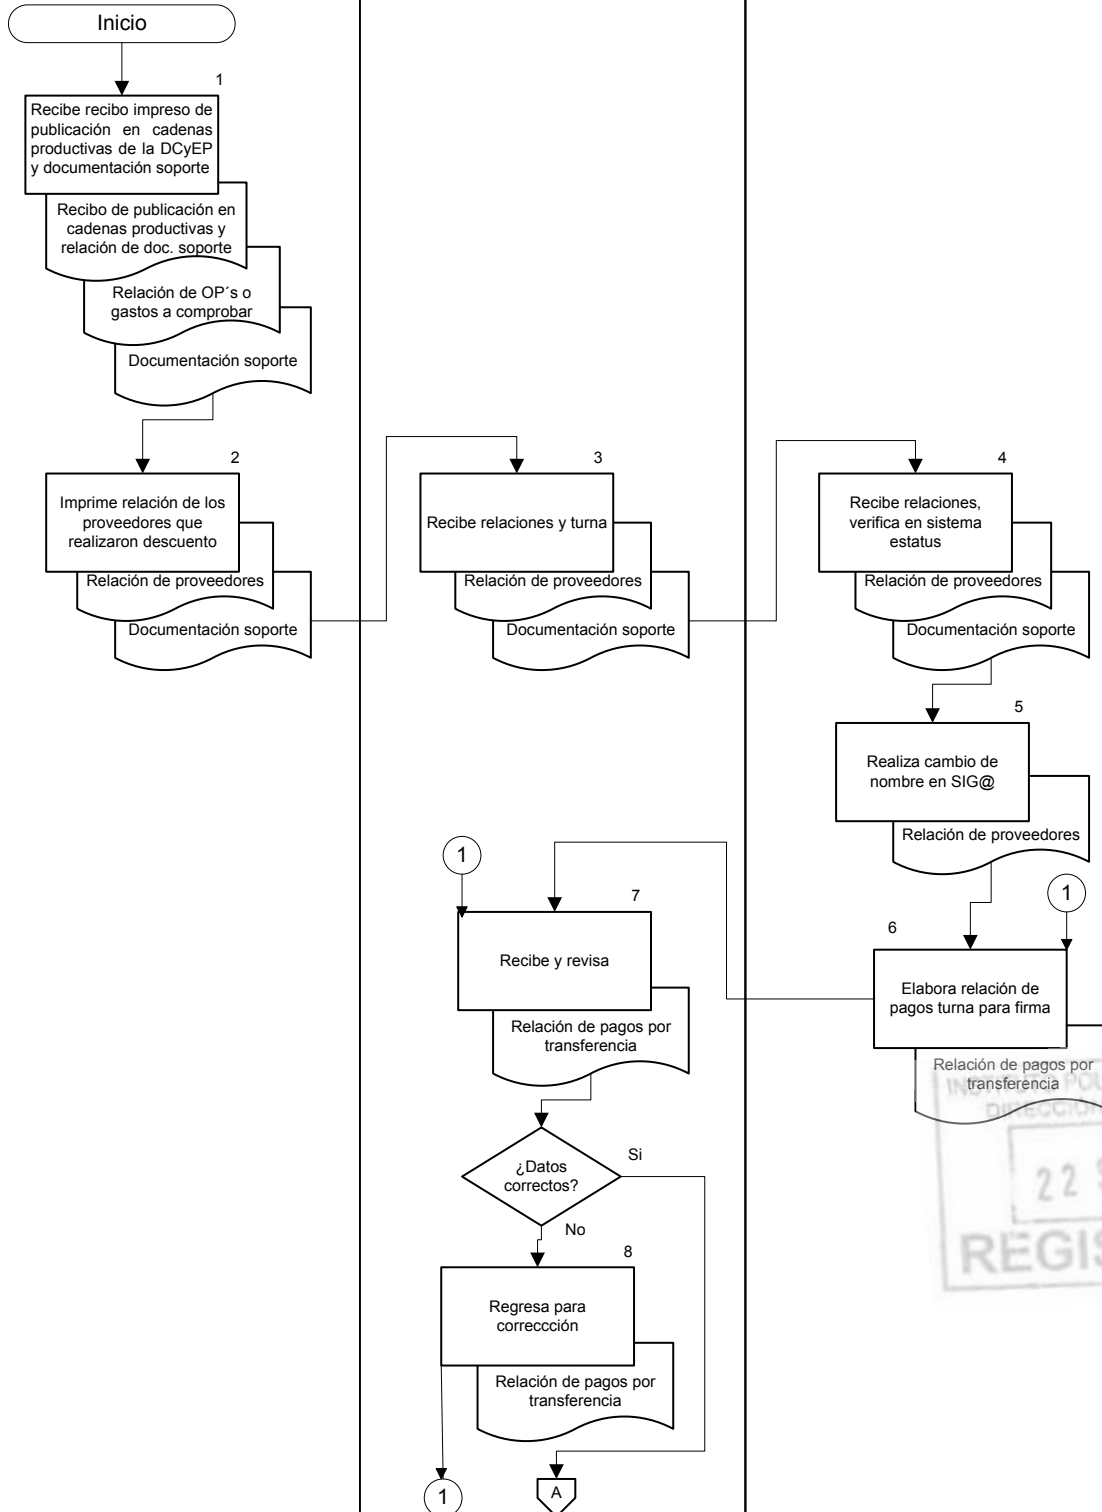 Inicio
1
Recibe recibo impreso de
publicación en cadenas
productivas de la DCyEP
y documentación soporte
Recibo de publicación en
cadenas productivas y
relación de doc. soporte
Relación de OP´s o
gastos a comprobar
Documentación soporte
2
Imprime relación de los
proveedores que
realizaron descuento
Relación de proveedores
Documentación soporte
3
Recibe relaciones y turna
Relación de proveedores
Documentación soporte
4
Recibe relaciones,
verifica en sistema
estatus
Relación de proveedores
Documentación soporte
5
Realiza cambio de
nombre en SIG@
Relación de proveedores
1
6
Elabora relación de
pagos turna para firma
Relación de pagos por
transferencia
1
7
Recibe y revisa
Relación de pagos por
transferencia
¿Datos
correctos?
Si
No
8
Regresa para
correccción
Relación de pagos por
transferencia
1
A
INSTITUTO POL
DIRECCIÓN
22 S
REGIS